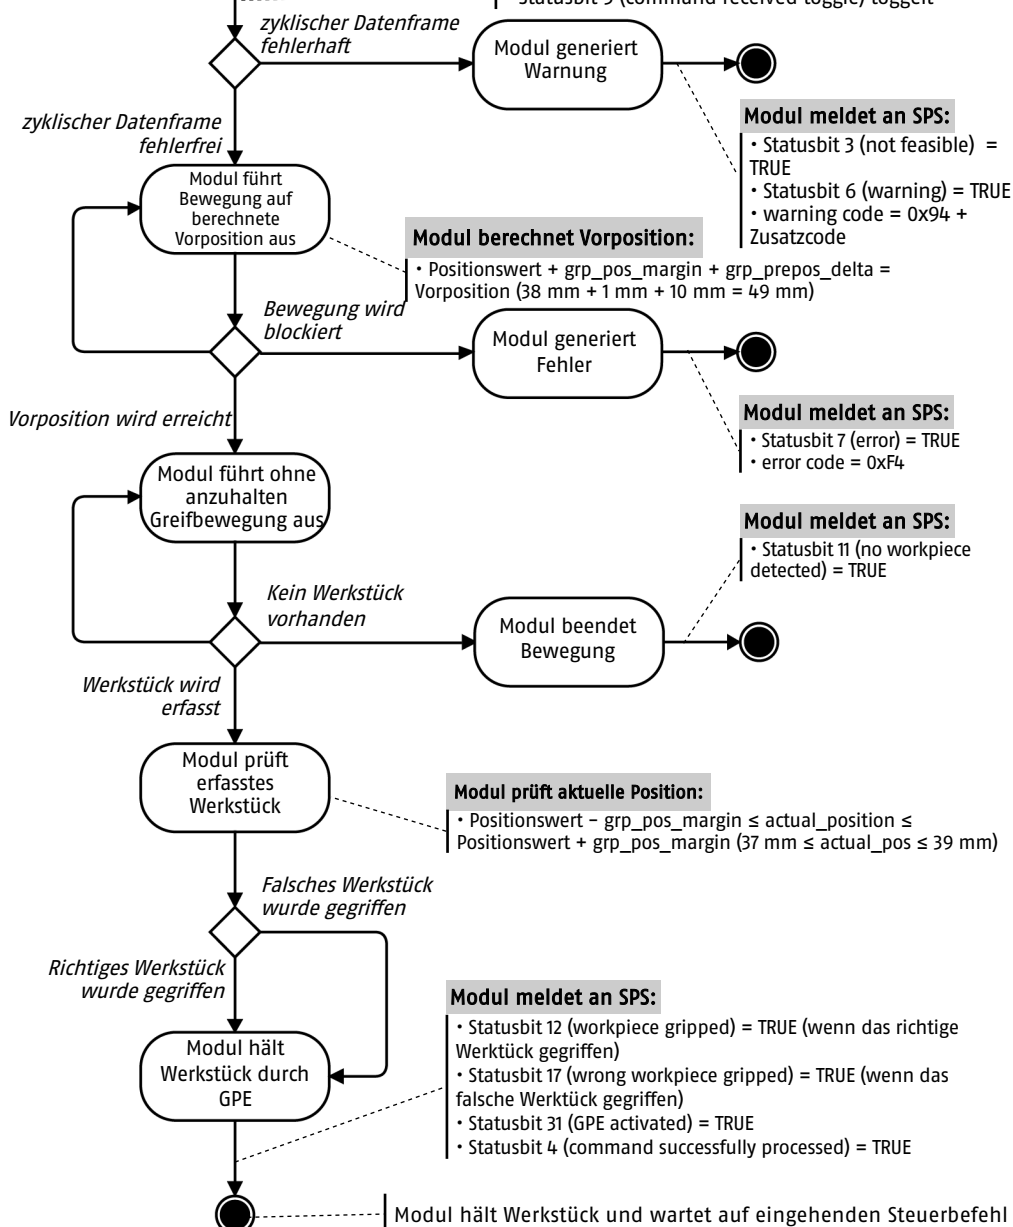 statusbit 5 (command received toggle) toggelt
zyklischer Datenframe
fehlerhaft
Modul generiert
Warnung
Modul meldet an SPS:
• Statusbit 3 (not feasible) =
TRUE
• Statusbit 6 (warning) = TRUE
• warning code = 0x94 +
Zusatzcode
zyklischer Datenframe
fehlerfrei
Modul führt
Bewegung auf
berechnete
Vorposition aus
Modul berechnet Vorposition:
• Positionswert + grp_pos_margin + grp_prepos_delta =
Vorposition (38 mm + 1 mm + 10 mm = 49 mm)
Bewegung wird
blockiert
Modul generiert
Fehler
Modul meldet an SPS:
• Statusbit 7 (error) = TRUE
• error code = 0xF4
Vorposition wird erreicht
Modul führt ohne
anzuhalten
Greifbewegung aus
Modul meldet an SPS:
• Statusbit 11 (no workpiece
detected) = TRUE
Kein Werkstück
vorhanden
Modul beendet
Bewegung
Werkstück wird
erfasst
Modul prüft
erfasstes
Werkstück
Modul prüft aktuelle Position:
• Positionswert − grp_pos_margin ≤ actual_position ≤
Positionswert + grp_pos_margin (37 mm ≤ actual_pos ≤ 39 mm)
Falsches Werkstück
wurde gegriffen
Richtiges Werkstück
wurde gegriffen
Modul hält
Werkstück durch
GPE
Modul meldet an SPS:
• Statusbit 12 (workpiece gripped) = TRUE (wenn das richtige
Werktück gegriffen)
• Statusbit 17 (wrong workpiece gripped) = TRUE (wenn das
falsche Werktück gegriffen)
• Statusbit 31 (GPE activated) = TRUE
• Statusbit 4 (command successfully processed) = TRUE
Modul hält Werkstück und wartet auf eingehenden Steuerbefehl